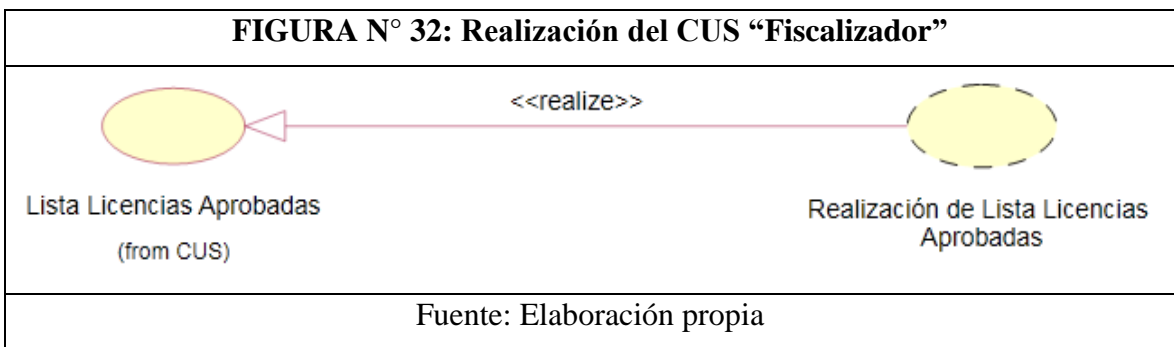 FIGURA N° 32: Realización del CUS “Fiscalizador”
<<realize>>
Lista Licencias Aprobadas
(from CUS)
Realización de Lista Licencias
Aprobadas
Fuente: Elaboración propia